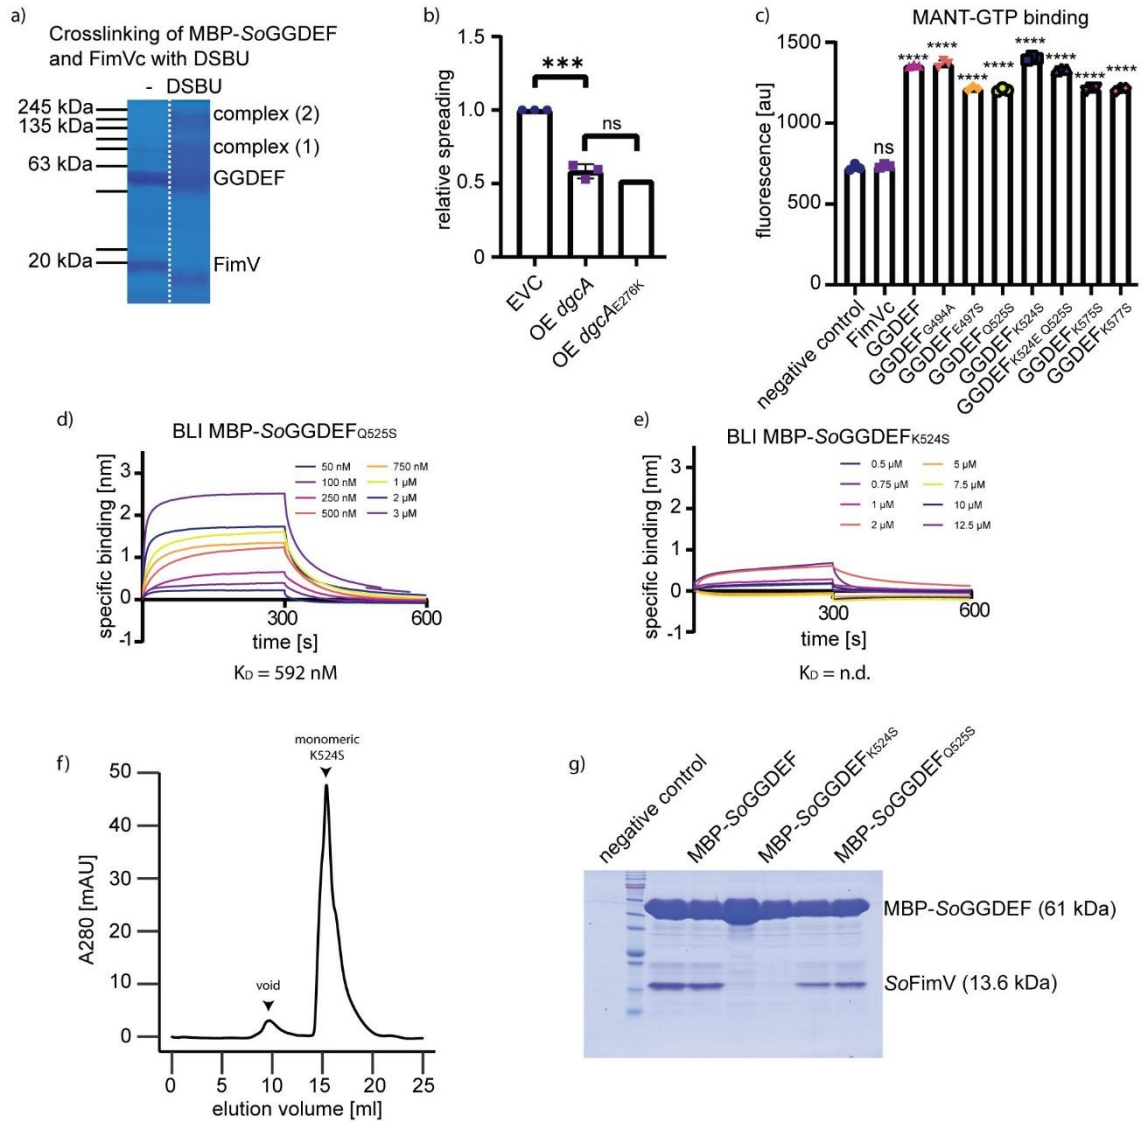 a)
Crosslinking of MBP-SoGGDEF
and FimVc with DSBU
- DSBU
245 kDa
135 kDa
63 kDa
20 kDa
complex (2)
complex (1)
GGDEF
FimV
b)
1.5
1.0
0.5
0
relative spreading
***
ns
EVC
OE dgcA
OE dgcAE276K
c)
MANT-GTP binding
1500
1000
500
0
fluorescence [au]
ns
****
****
****
****
****
****
****
****
negative control
FimVc
GGDEF
GGDEFG494A
GGDEFE497S
GGDEFQ525S
GGDEFK524S
GGDEFK524E Q525S
GGDEFK575S
GGDEFK577S
d)
BLI MBP-SoGGDEFQ525S
specific binding [nm]
3
2
1
0
-1
50 nM 750 nM
100 nM 1 µM
250 nM 2 µM
500 nM 3 µM
300 600
time [s]
KD = 592 nM
e)
BLI MBP-SoGGDEFK524S
specific binding [nm]
3
2
1
0
-1
0.5 µM 5 µM
0.75 µM 7.5 µM
1 µM 10 µM
2 µM 12.5 µM
300 600
time [s]
KD = n.d.
f)
monomeric
K524S
void
50
40
30
20
10
0
A280 [mAU]
0 5 10 15 20 25
elution volume [ml]
g)
negative control
MBP-SoGGDEF
MBP-SoGGDEFK524S
MBP-SoGGDEFQ525S
MBP-SoGGDEF (61 kDa)
SoFimV (13.6 kDa)